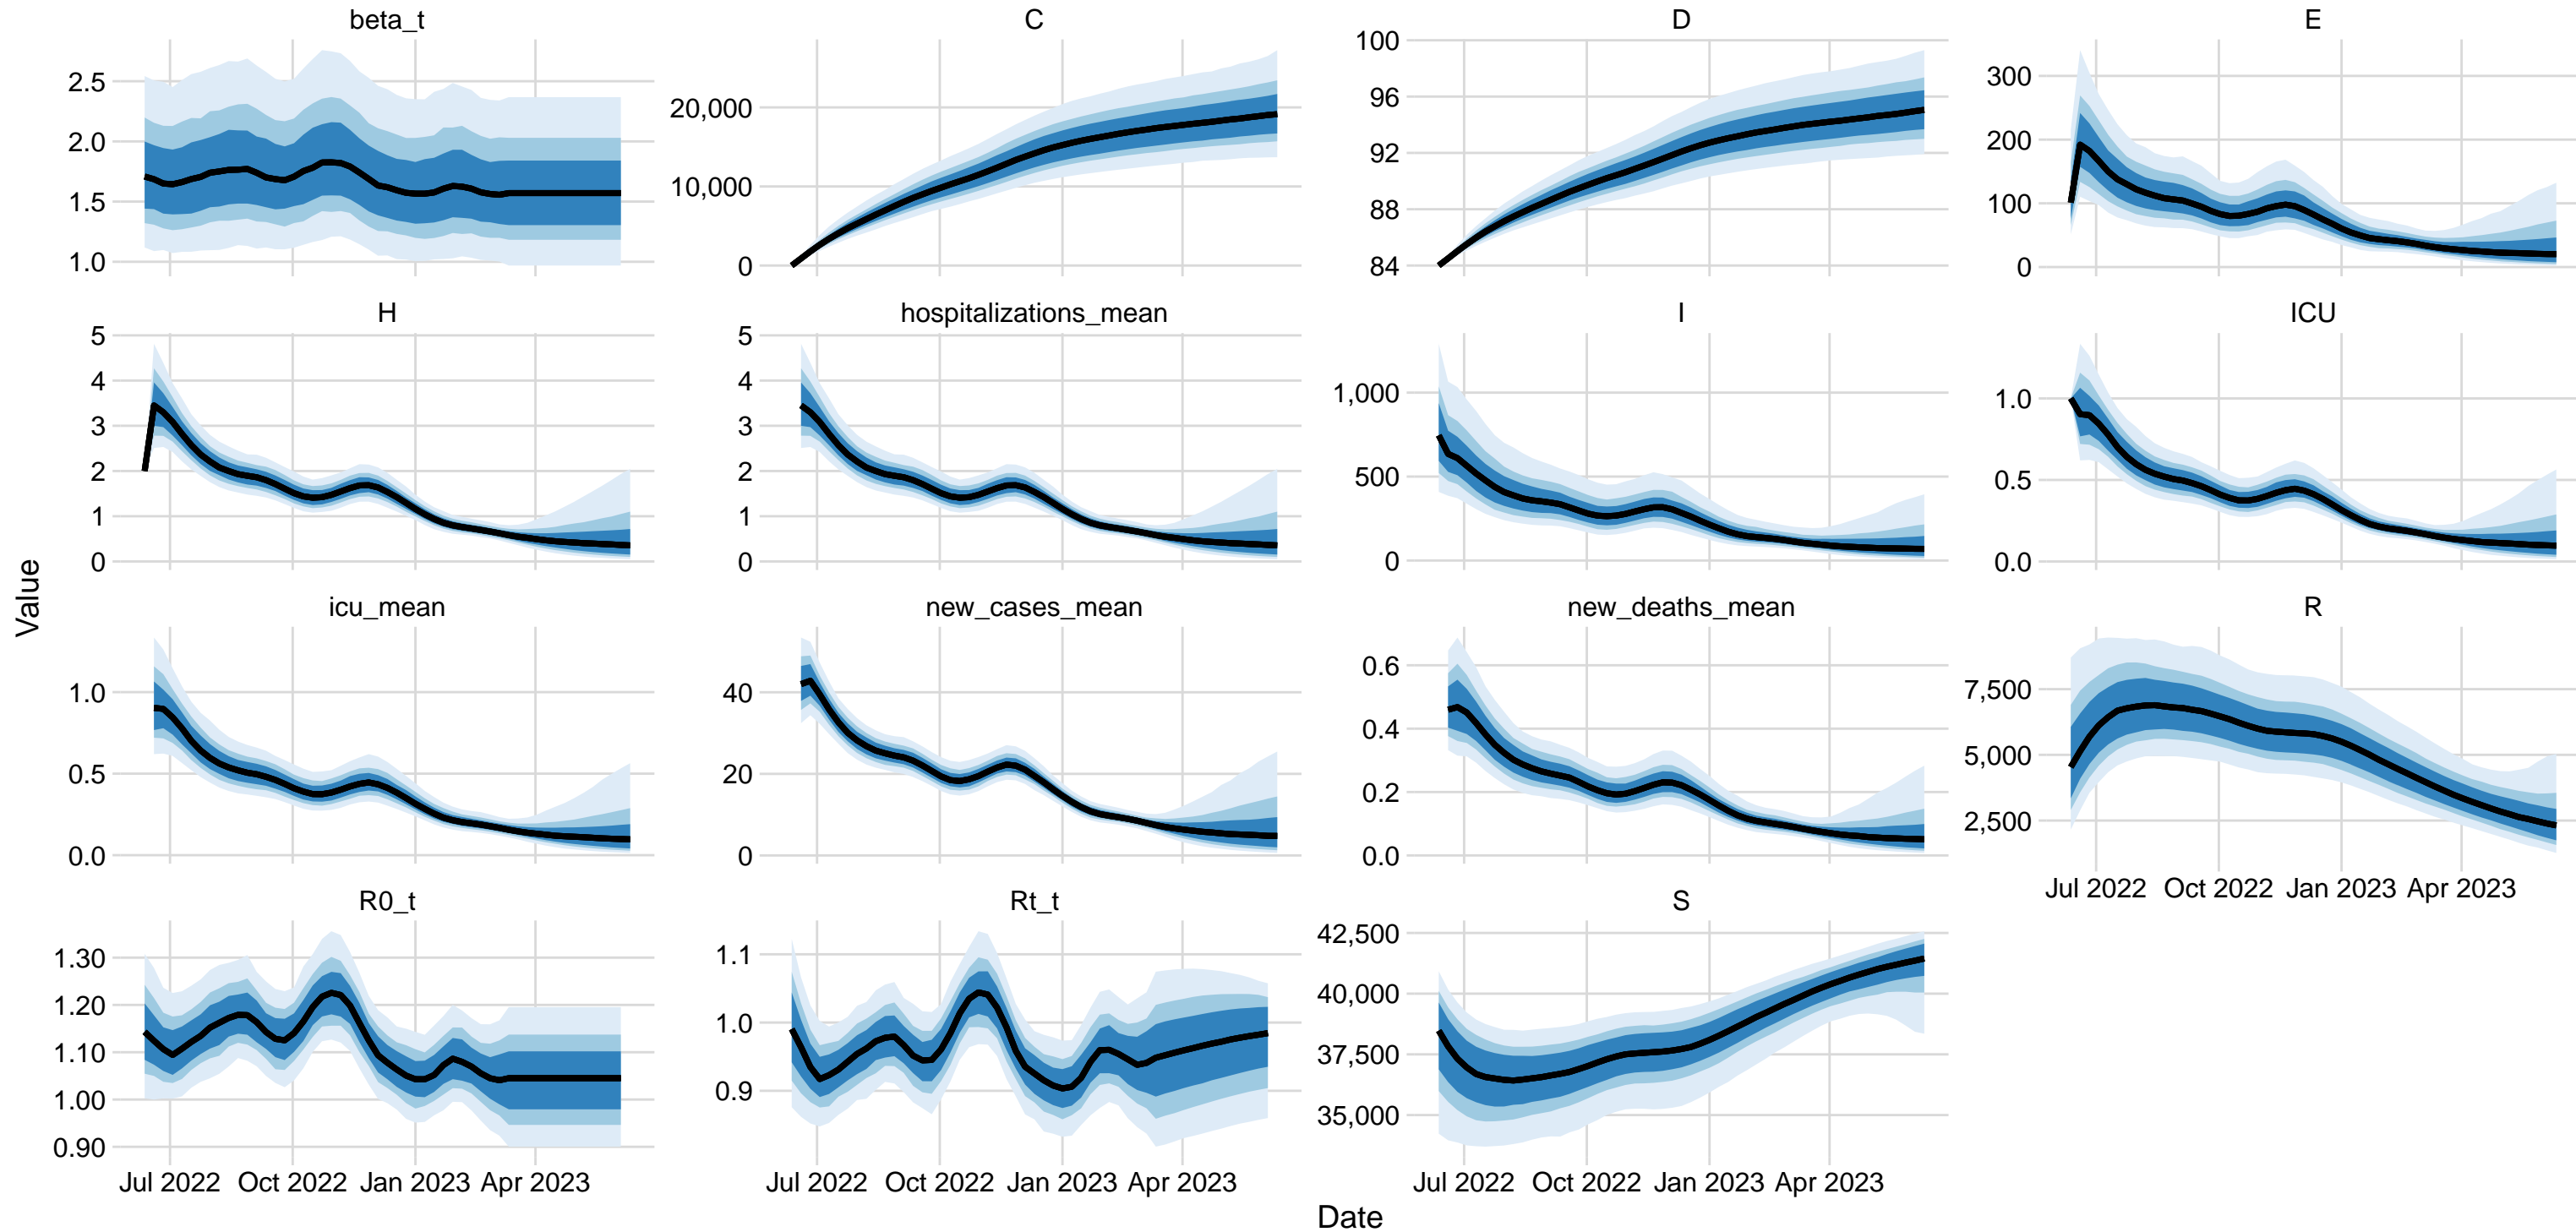 beta_t
C
D
E
2.5
2.0
1.5
1.0
20,000
10,000
0
100
96
92
88
84
300
200
100
0
H
hospitalizations_mean
I
ICU
5
4
3
2
1
0
5
4
3
2
1
0
1,000
500
0
1.0
0.5
0.0
Value
icu_mean
new_cases_mean
new_deaths_mean
R
1.0
0.5
0.0
40
20
0
0.6
0.4
0.2
0.0
7,500
5,000
2,500
Jul 2022 Oct 2022 Jan 2023 Apr 2023
R0_t
Rt_t
S
1.30
1.20
1.10
1.00
0.90
1.1
1.0
0.9
42,500
40,000
37,500
35,000
Jul 2022 Oct 2022 Jan 2023 Apr 2023
Jul 2022 Oct 2022 Jan 2023 Apr 2023
Jul 2022 Oct 2022 Jan 2023 Apr 2023
Date